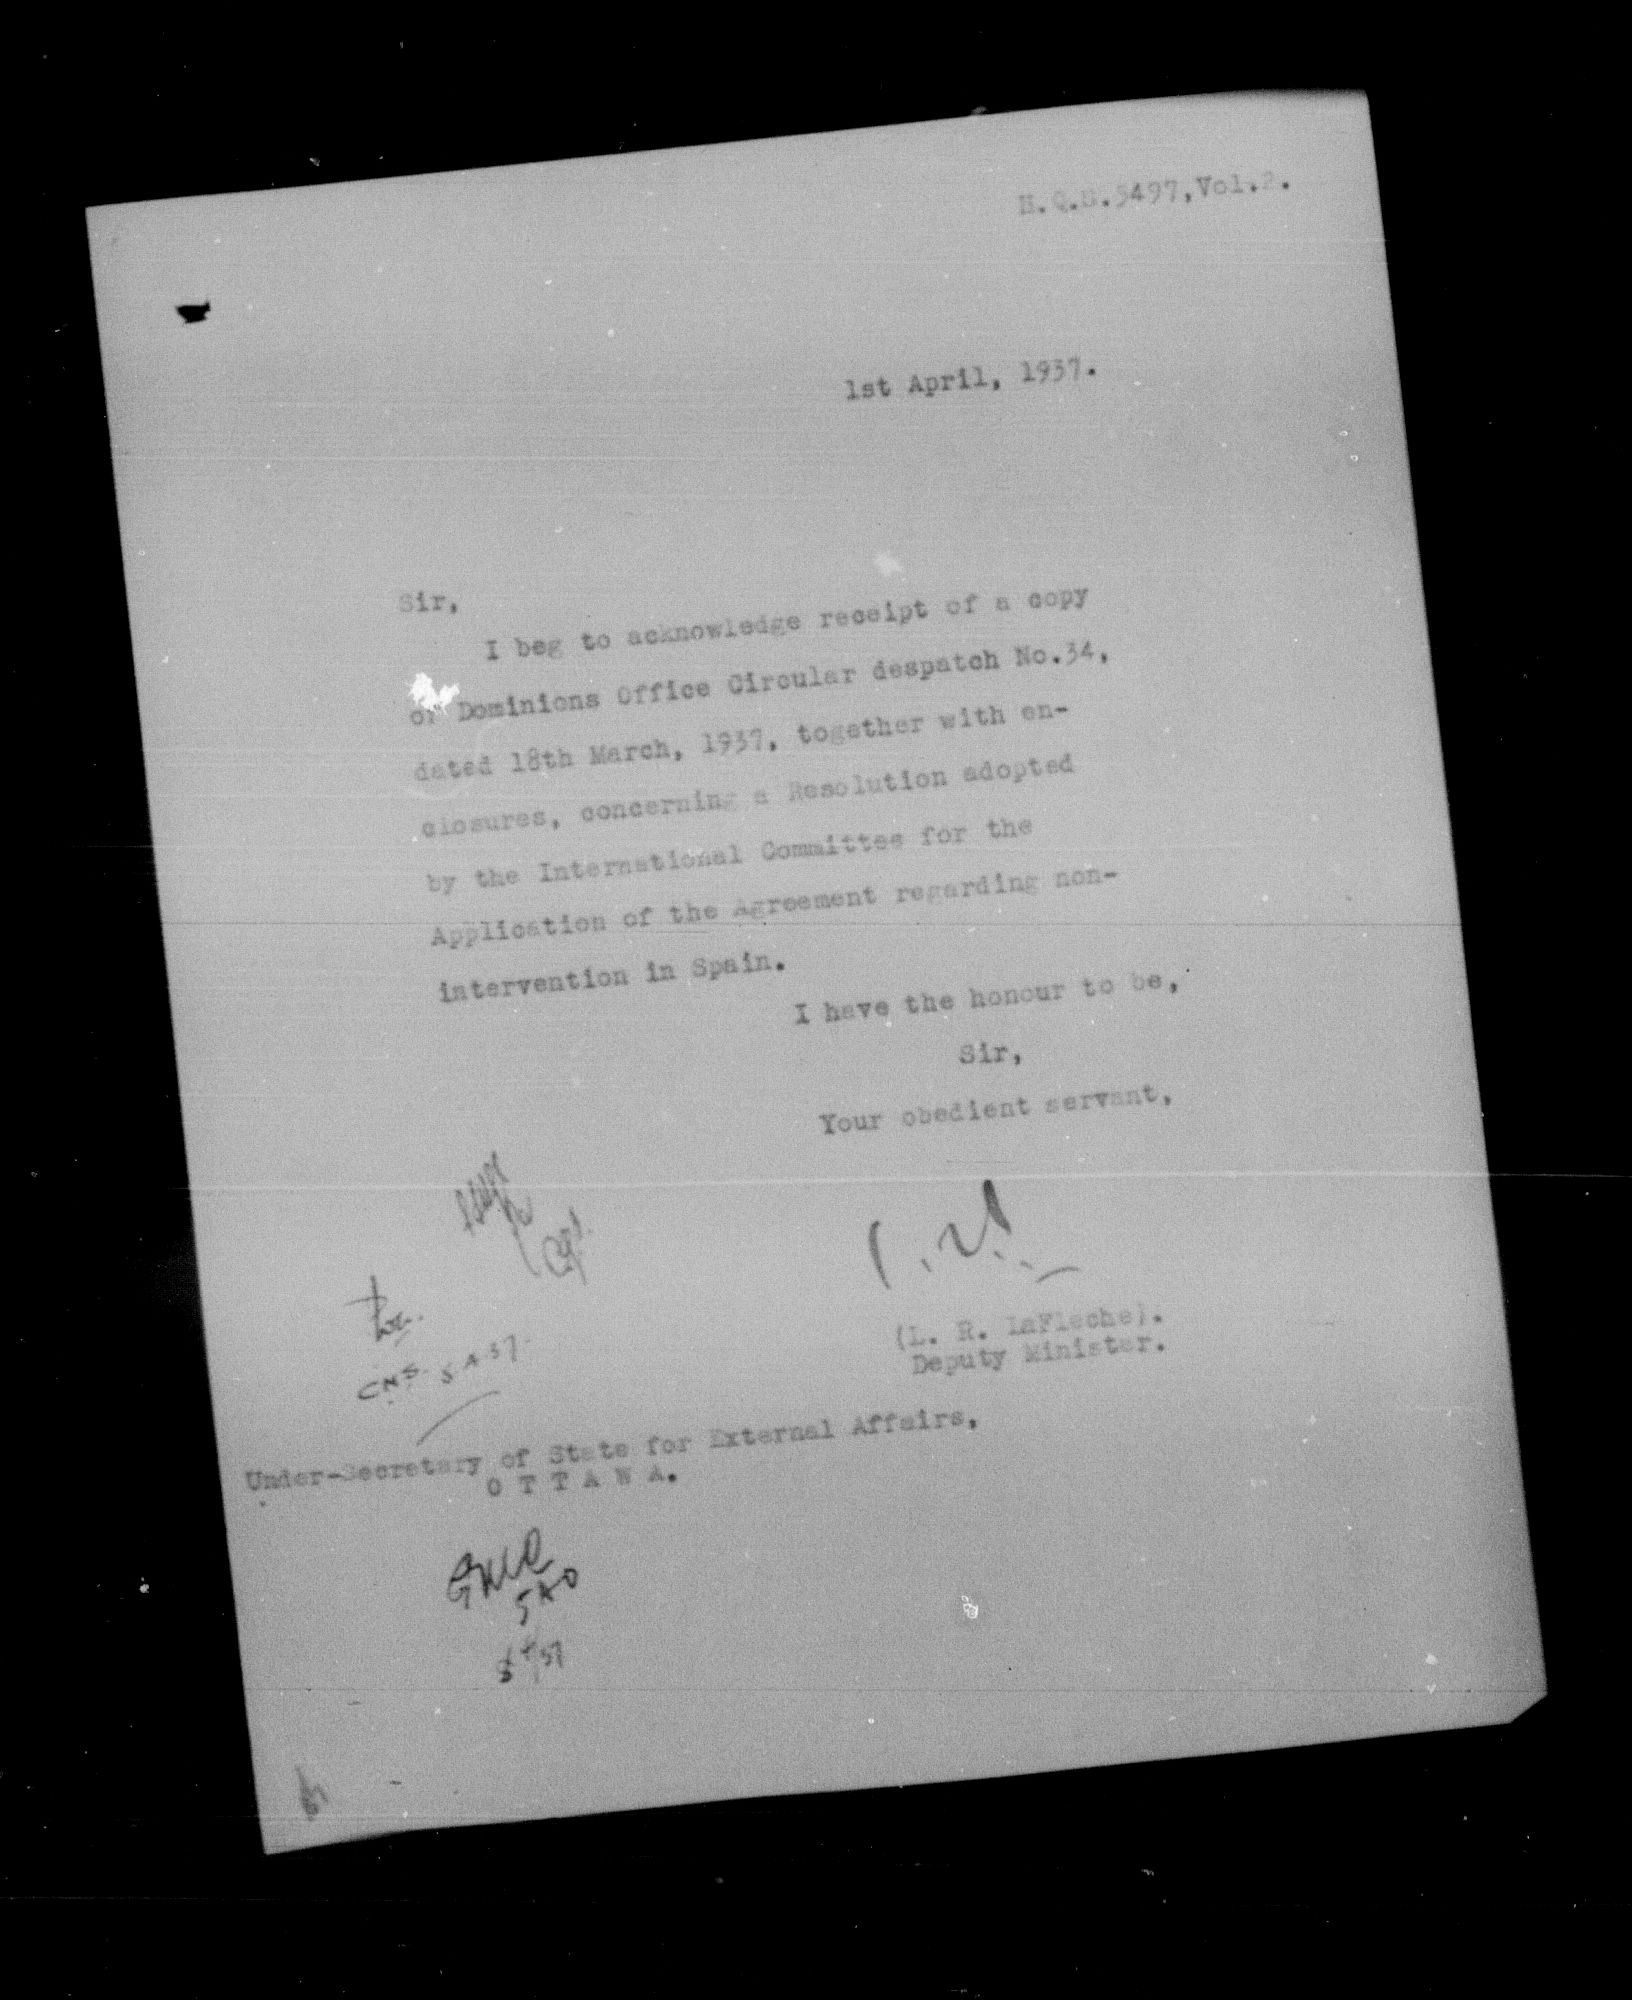 H.Q.S.5497,Vol.2.
1st April, 1937.
Sir,
I beg to acknowledge receipt of a copy
of Dominions Office Circular despatch No.34,
dated 18th March, 1937, together with en-
closures, concerning a Resolution adopted
by the International Committee for the
Application of the Agreement regarding non-
intervention in Spain.
I have the honour to be,
Sir,
Your obedient servant,
(L. R. LaFleche).
Deputy Minister.
CNS 5 A 37
Under-Secretary of State for External Affairs,
O T T A W A.